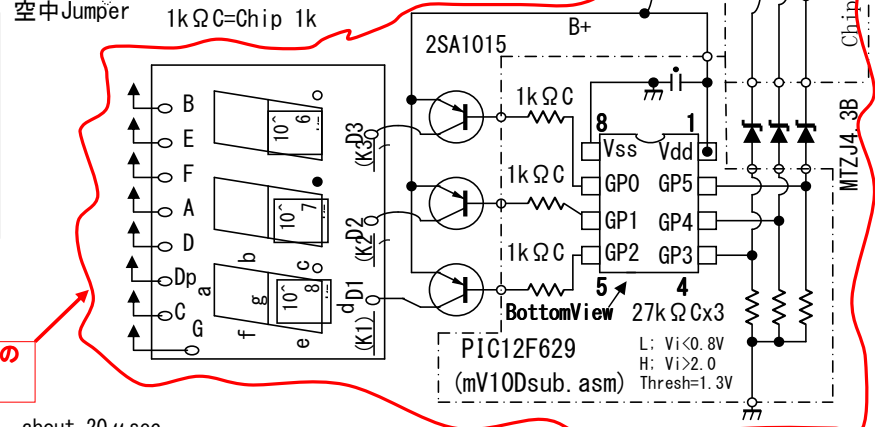 空中Jumper
1kΩC=Chip 1k
B+
Chip
2SA1015
B
E
F
A
D
Dp
C
G
10^ 6
10^ 7
10^ 8
a
b
c
d
e
f
g
(K3) D3
(K2) D2
(K1) D1
1kΩC
1kΩC
1kΩC
8
1
Vss
Vdd
GP0
GP5
GP1
GP4
GP2
GP3
5
4
BottomView
27kΩCx3
MTZJ4.3B
PIC12F629
(mV10Dsub.asm)
L: Vi<0.8V
H: Vi>2.0
Thresh=1.3V
の
about 20μsec